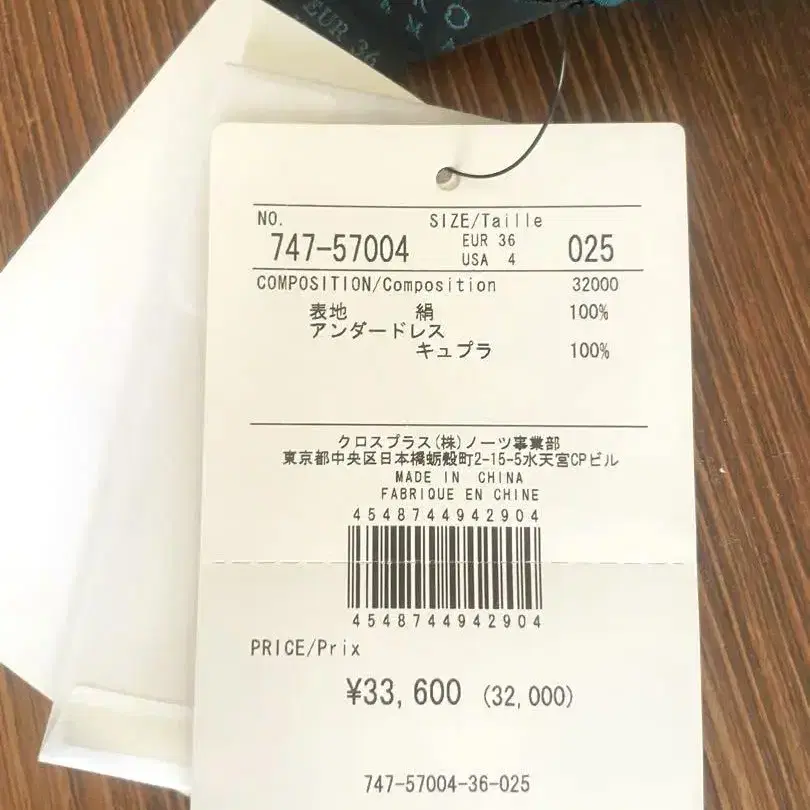 EUR 36
NO.
SIZE/Taille
747-57004
EUR 36
USA 4
025
COMPOSITION/Composition
32000
表地 絹 100%
アンダードレス
キュプラ 100%
クロスプラス(株)ノーツ事業部
東京都中央区日本橋蛎殻町2-15-5水天宮CPビル
MADE IN CHINA
FABRIQUE EN CHINE
4548744942904
4548744942904
PRICE/Prix
¥33,600 (32,000)
747-57004-36-025